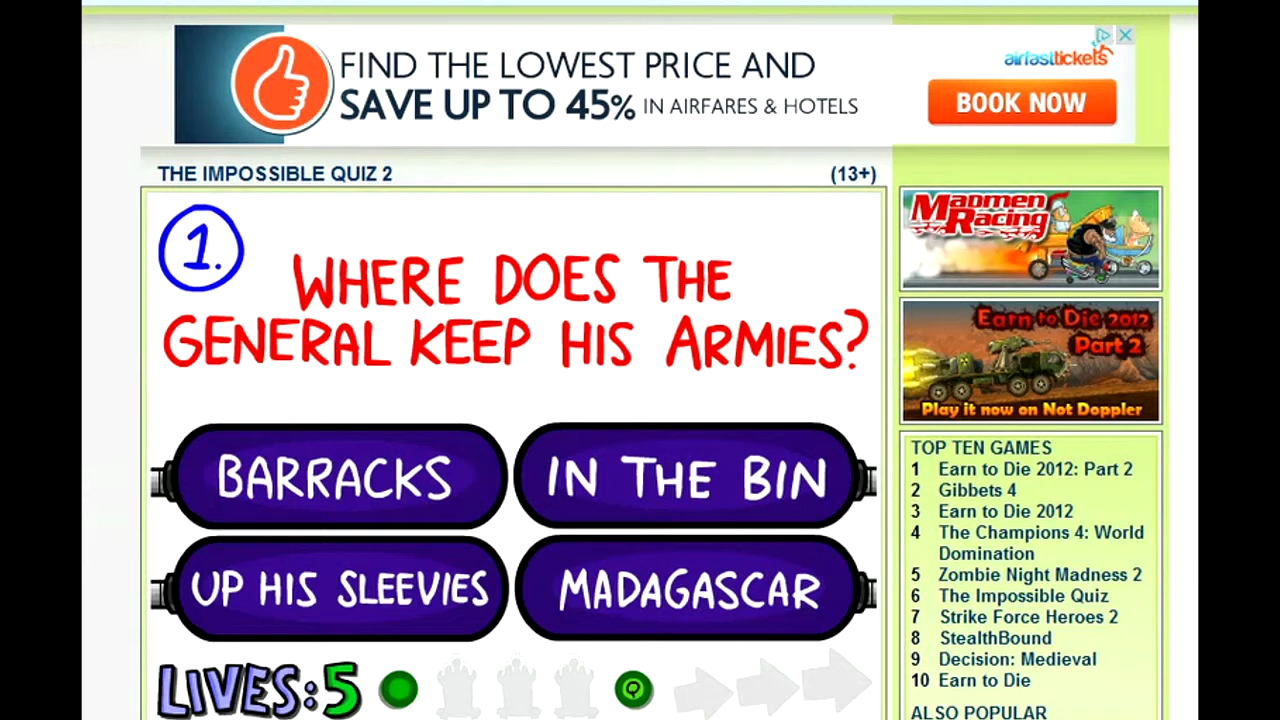 FIND THE LOWEST PRICE AND
SAVE UP TO 45% IN AIRFARES & HOTELS
airfasttickets
BOOK NOW
THE IMPOSSIBLE QUIZ 2 (13+)
1.
WHERE DOES THE
GENERAL KEEP HIS ARMIES?
BARRACKS
IN THE BIN
UP HIS SLEEVIES
MADAGASCAR
LIVES:5
Q
MADMEN
RACING
Earn to Die 2012
Part 2
Play it now on Not Doppler
TOP TEN GAMES
1 Earn to Die 2012: Part 2
2 Gibbets 4
3 Earn to Die 2012
4 The Champions 4: World
Domination
5 Zombie Night Madness 2
6 The Impossible Quiz
7 Strike Force Heroes 2
8 StealthBound
9 Decision: Medieval
10 Earn to Die
ALSO POPULAR